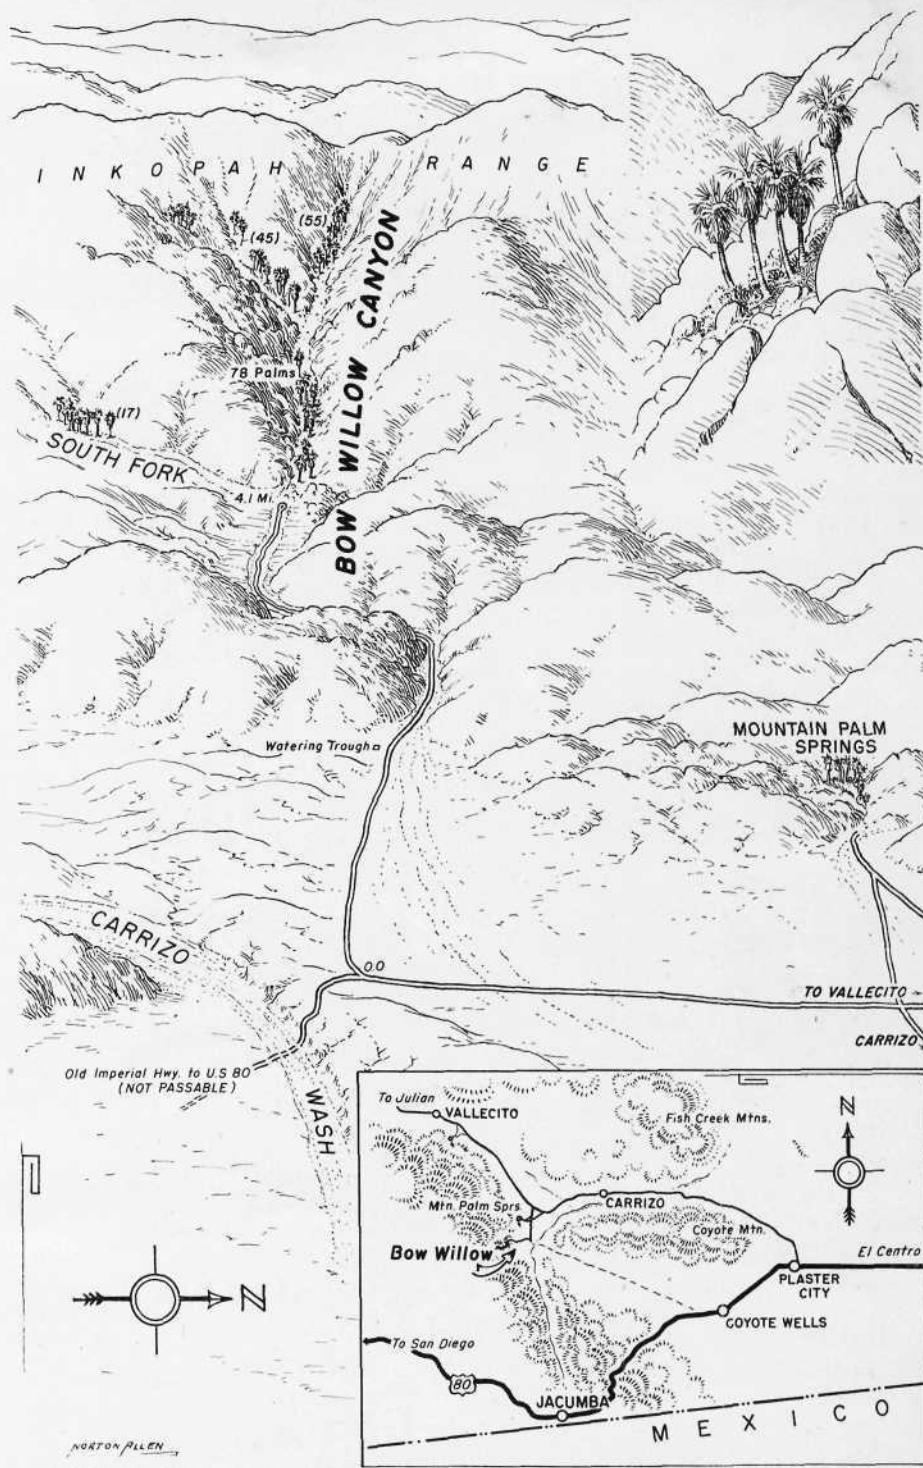 INKOPAH RANGE
(55)
(45)
BOW WILLOW CANYON
78 Palms
(17)
SOUTH FORK
4.1 Mi.
Watering Trough
MOUNTAIN PALM
SPRINGS
CARRIZO
WASH
0.0
TO VALLECITO
CARRIZO
Old Imperial Hwy. to U.S 80
(NOT PASSABLE)
N
NORTON ALLEN
To Julian
VALLECITO
Fish Creek Mtns.
N
Mtn. Palm Sprs.
CARRIZO
Coyote Mtn.
Bow Willow
El Centro
PLASTER
CITY
COYOTE WELLS
To San Diego
80
JACUMBA
MEXICO